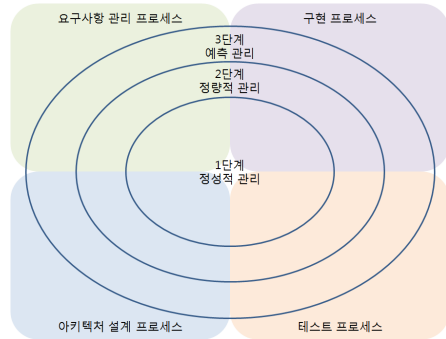 요구사항 관리 프로세스
구현 프로세스
3단계
예측 관리
2단계
정량적 관리
1단계
정성적 관리
아키텍처 설계 프로세스
테스트 프로세스